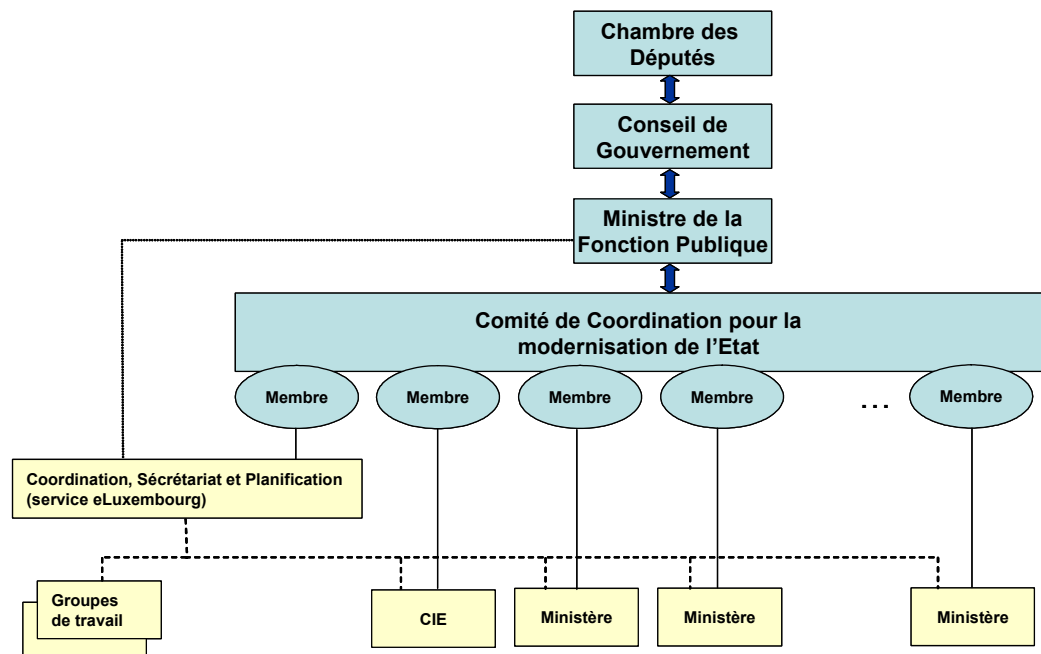 Chambre des
Députés
Conseil de
Gouvernement
Ministre de la
Fonction Publique
Comité de Coordination pour la
modernisation de l'Etat
Membre
Membre
Membre
Membre
...
Membre
Coordination, Sécrétariat et Planification
(service eLuxembourg)
Groupes
de travail
CIE
Ministère
Ministère
Ministère